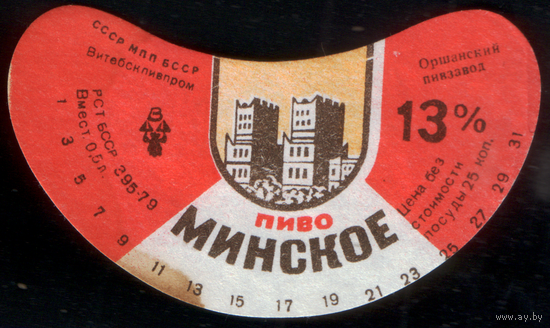 СССР МПП БССР
Витебскпивпром
РСТ БССР 395-79
Вмест. 0,5 л.
ПИВО
МИНСКОЕ
Оршанский
пивзавод
13%
Цена без
стоимости
посуды 25 коп.
1 3 5 7 9 11 13 15 17 19 21 23 25 27 29 31
www.ay.by